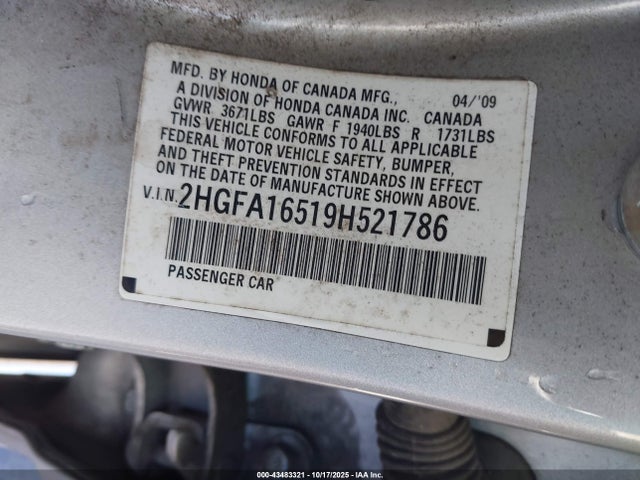 MFD. BY HONDA OF CANADA MFG., 04/'09
A DIVISION OF HONDA CANADA INC. CANADA
GVWR 3671LBS GAWR F 1940LBS R 1731LBS
THIS VEHICLE CONFORMS TO ALL APPLICABLE
FEDERAL MOTOR VEHICLE SAFETY, BUMPER,
AND THEFT PREVENTION STANDARDS IN EFFECT
ON THE DATE OF MANUFACTURE SHOWN ABOVE.
V.I.N. 2HGFA16519H521786
PASSENGER CAR
000-43483321 - 10/17/2025 - IAA Inc.